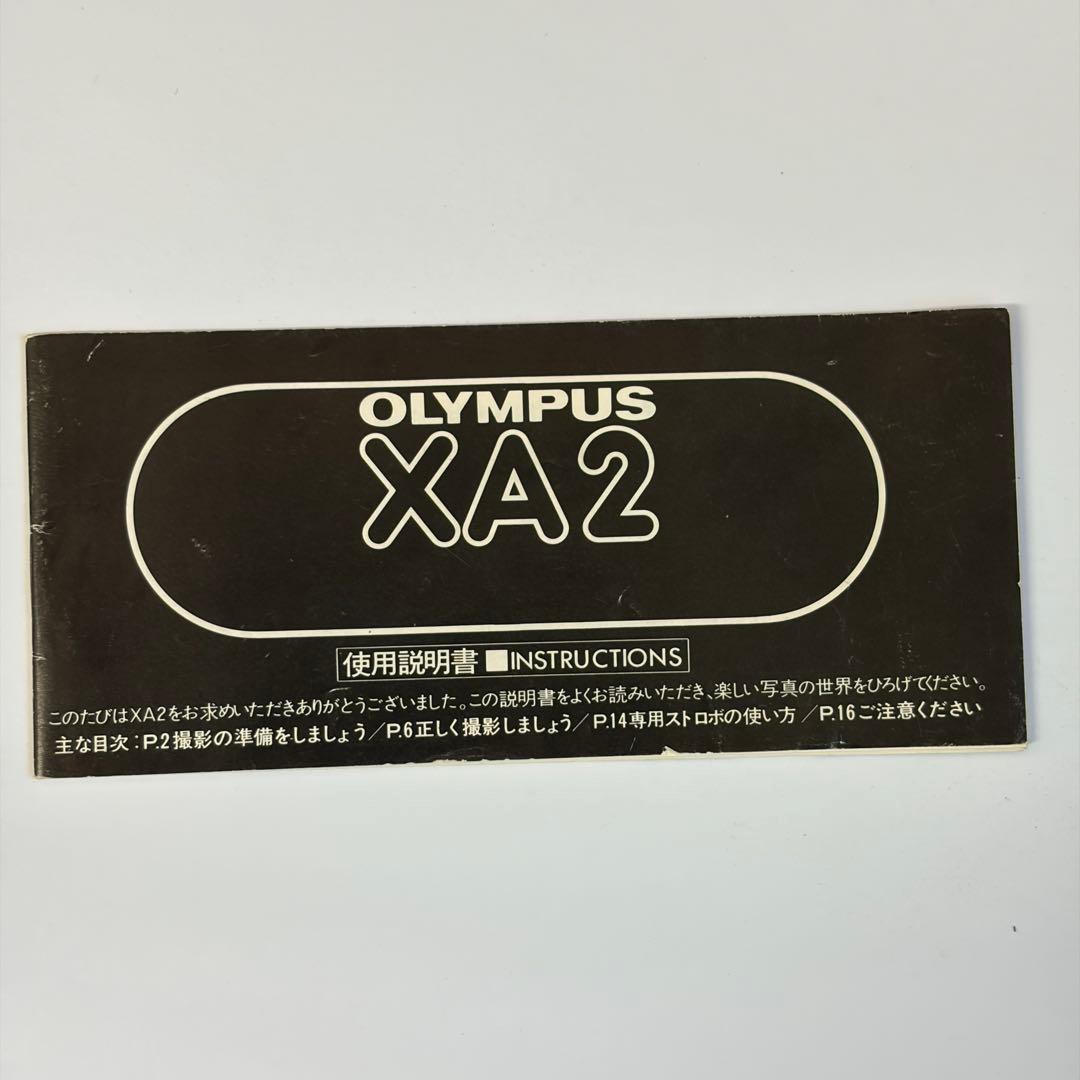 OLYMPUS
XA2
使用説明書 ■INSTRUCTIONS
このたびはXA2をお求めいただきありがとうございました。この説明書をよくお読みいただき、楽しい写真の世界をひろげてください。
主な目次：P.2撮影の準備をしましょう／P.6正しく撮影しましょう／P.14専用ストロボの使い方／P.16ご注意ください